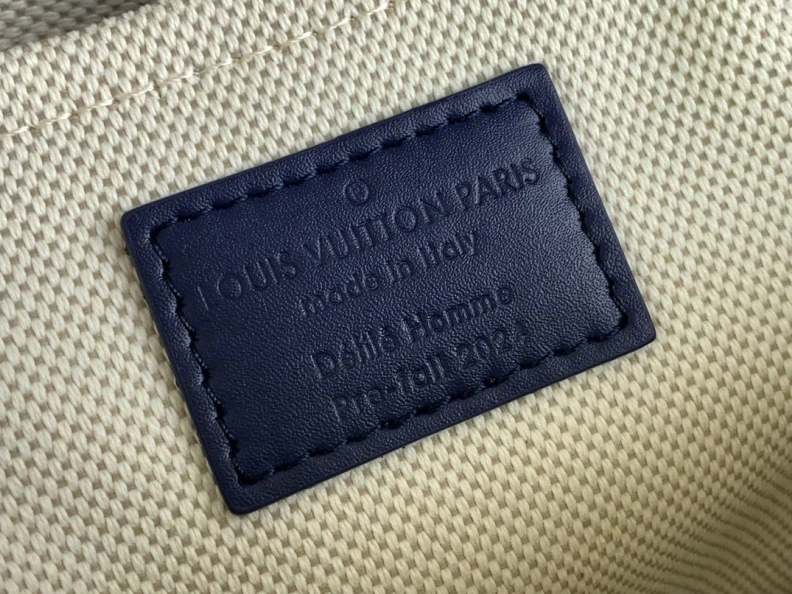 ®
LOUIS VUITTON PARIS
made in Italy
Défilé Homme
Pre-fall 2024